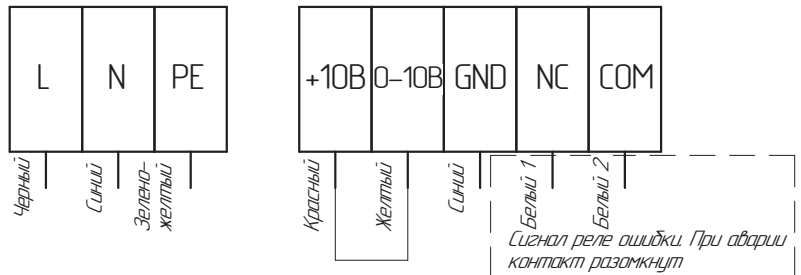 L N PE +10В 0-10В GND NC COM
Черный
Синий
Зелено-
желтый
Красный
Желтый
Синий
Белый 1
Белый 2
Сигнал реле ошибки. При аварии
контакт разомкнут